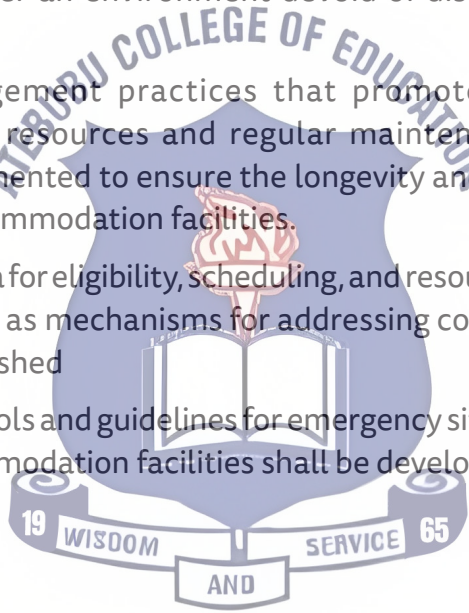 COLLEGE OF
gement practices that promote
resources and regular mainten
mented to ensure the longevity an
mmodation facilities.
a for eligibility, scheduling, and resou
as mechanisms for addressing co
shed
ols and guidelines for emergency sit
modation facilities shall be develop
19 WISDOM AND SERVICE 65